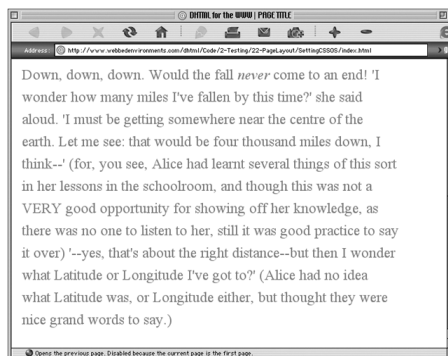 DHTML for the WWW | PAGE TITLE
Address: http://www.webbedenvironments.com/dhtml/Code/2-Testing/22-PageLayout/SettingCSSOS/index.html
Down, down, down. Would the fall never come to an end! 'I
wonder how many miles I've fallen by this time?' she said
aloud. 'I must be getting somewhere near the centre of the
earth. Let me see: that would be four thousand miles down, I
think--' (for, you see, Alice had learnt several things of this sort
in her lessons in the schoolroom, and though this was not a
VERY good opportunity for showing off her knowledge, as
there was no one to listen to her, still it was good practice to say
it over) '--yes, that's about the right distance--but then I wonder
what Latitude or Longitude I've got to?' (Alice had no idea
what Latitude was, or Longitude either, but thought they were
nice grand words to say.)
Opens the previous page. Disabled because the current page is the first page.